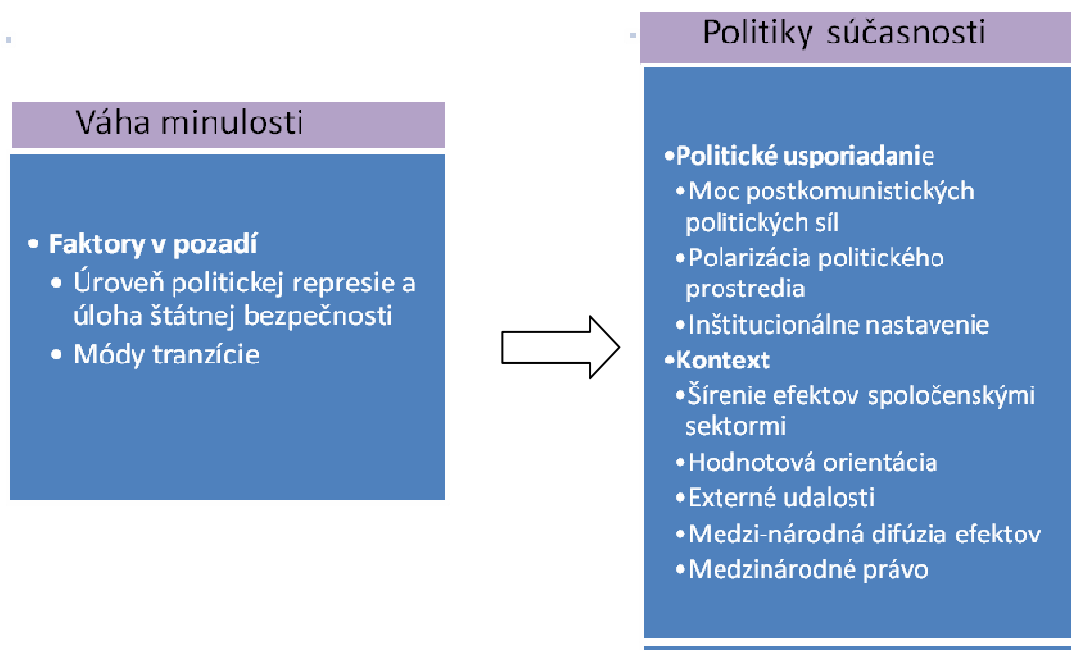 Váha minulosti
• Faktory v pozadí
• Úroveň politickej represie a
úloha štátnej bezpečnosti
• Módy tranzície
Politiky súčasnosti
•Politické usporiadanie
•Moc postkomunistických
politických síl
•Polarizácia politického
prostredia
•Inštitucionálne nastavenie
•Kontext
•Šírenie efektov spoločenskými
sektormi
•Hodnotová orientácia
•Externé udalosti
•Medzi-národná difúzia efektov
•Medzinárodné právo